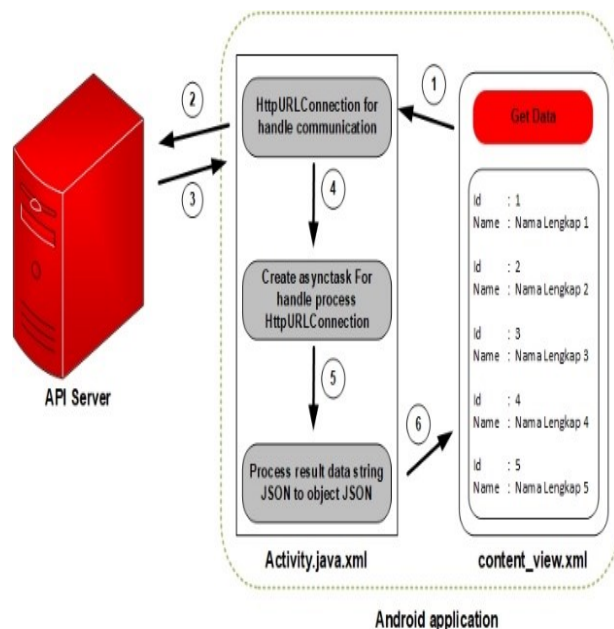 1
2
HttpURLConnection for
handle communication
Get Data
3
4
Id : 1
Name : Nama Lengkap 1
Id : 2
Name : Nama Lengkap 2
Create asynctask For
handle process
HttpURLConnection
Id : 3
Name : Nama Lengkap 3
5
API Server
Id : 4
Name : Nama Lengkap 4
6
Process result data string
JSON to object JSON
Id : 5
Name : Nama Lengkap 5
Activity.java.xml
content_view.xml
Android application